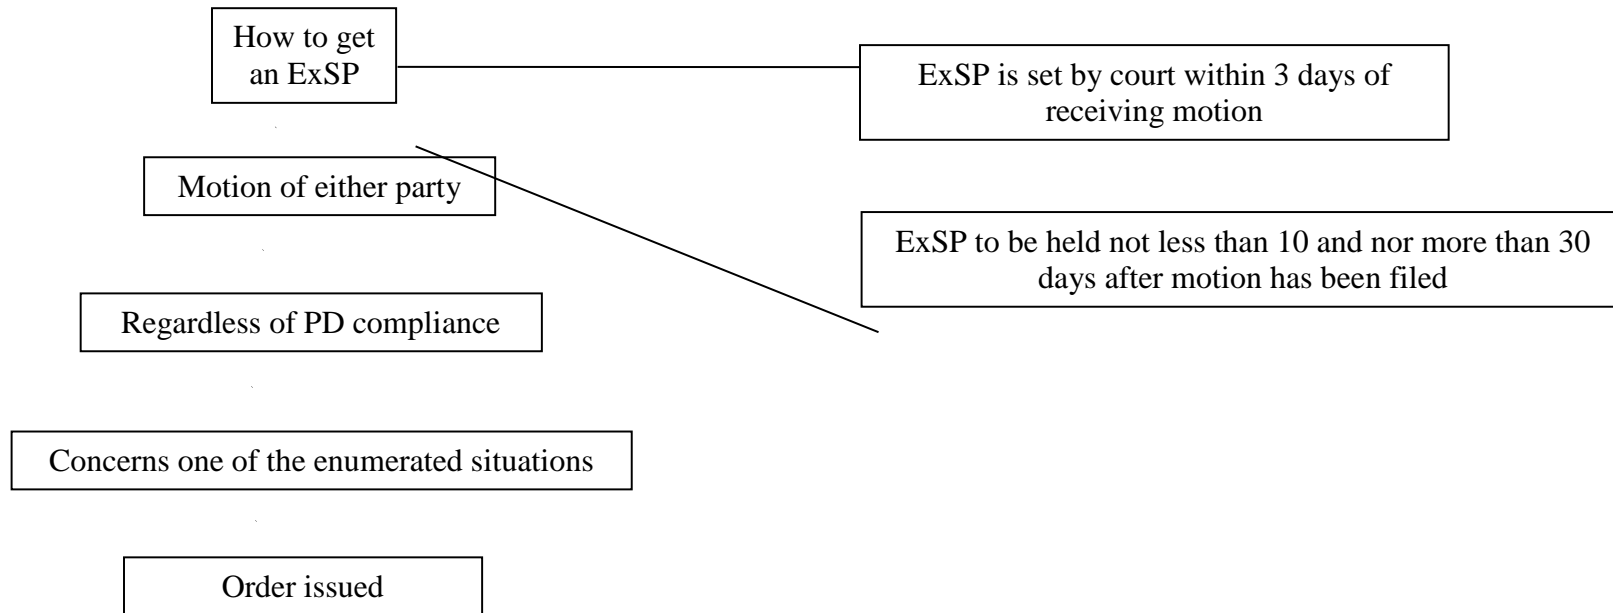 How to get
an ExSP
ExSP is set by court within 3 days of
receiving motion
Motion of either party
ExSP to be held not less than 10 and nor more than 30
days after motion has been filed
Regardless of PD compliance
Concerns one of the enumerated situations
Order issued